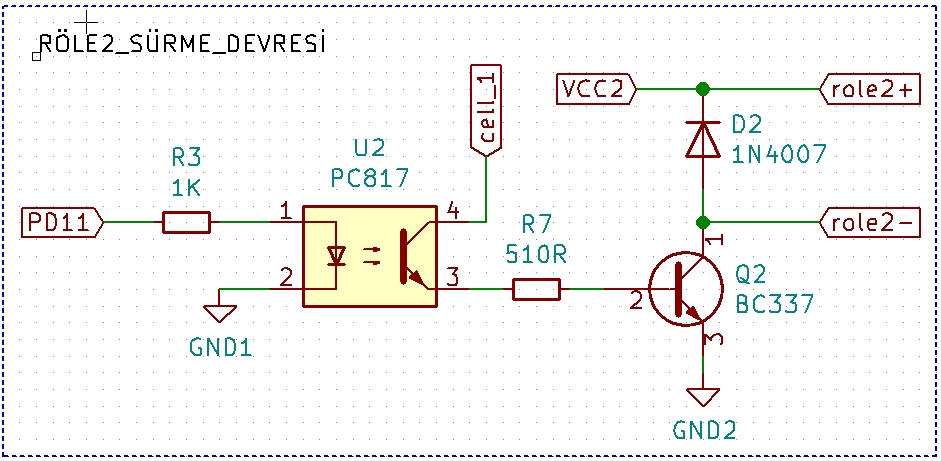 RÖLE2_SÜRME_DEVRESİ
cell_1
VCC2
role2+
D2
1N4007
U2
PC817
R3
1K
PD11
1
4
role2-
R7
510R
1
2
3
2
Q2
BC337
3
GND1
GND2